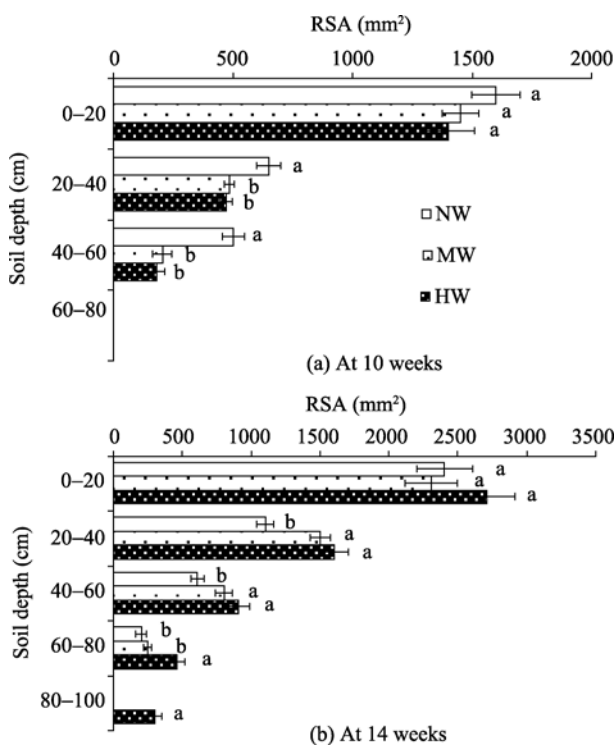 RSA (mm²)
0 500 1000 1500 2000
Soil depth (cm)
0–20
a
a
a
20–40
a
b
b
40–60
a
b
b
60–80
NW
MW
HW
(a) At 10 weeks
RSA (mm²)
0 500 1000 1500 2000 2500 3000 3500
Soil depth (cm)
0–20
a
a
a
20–40
b
a
a
40–60
b
a
a
60–80
b
b
a
80–100
a
(b) At 14 weeks